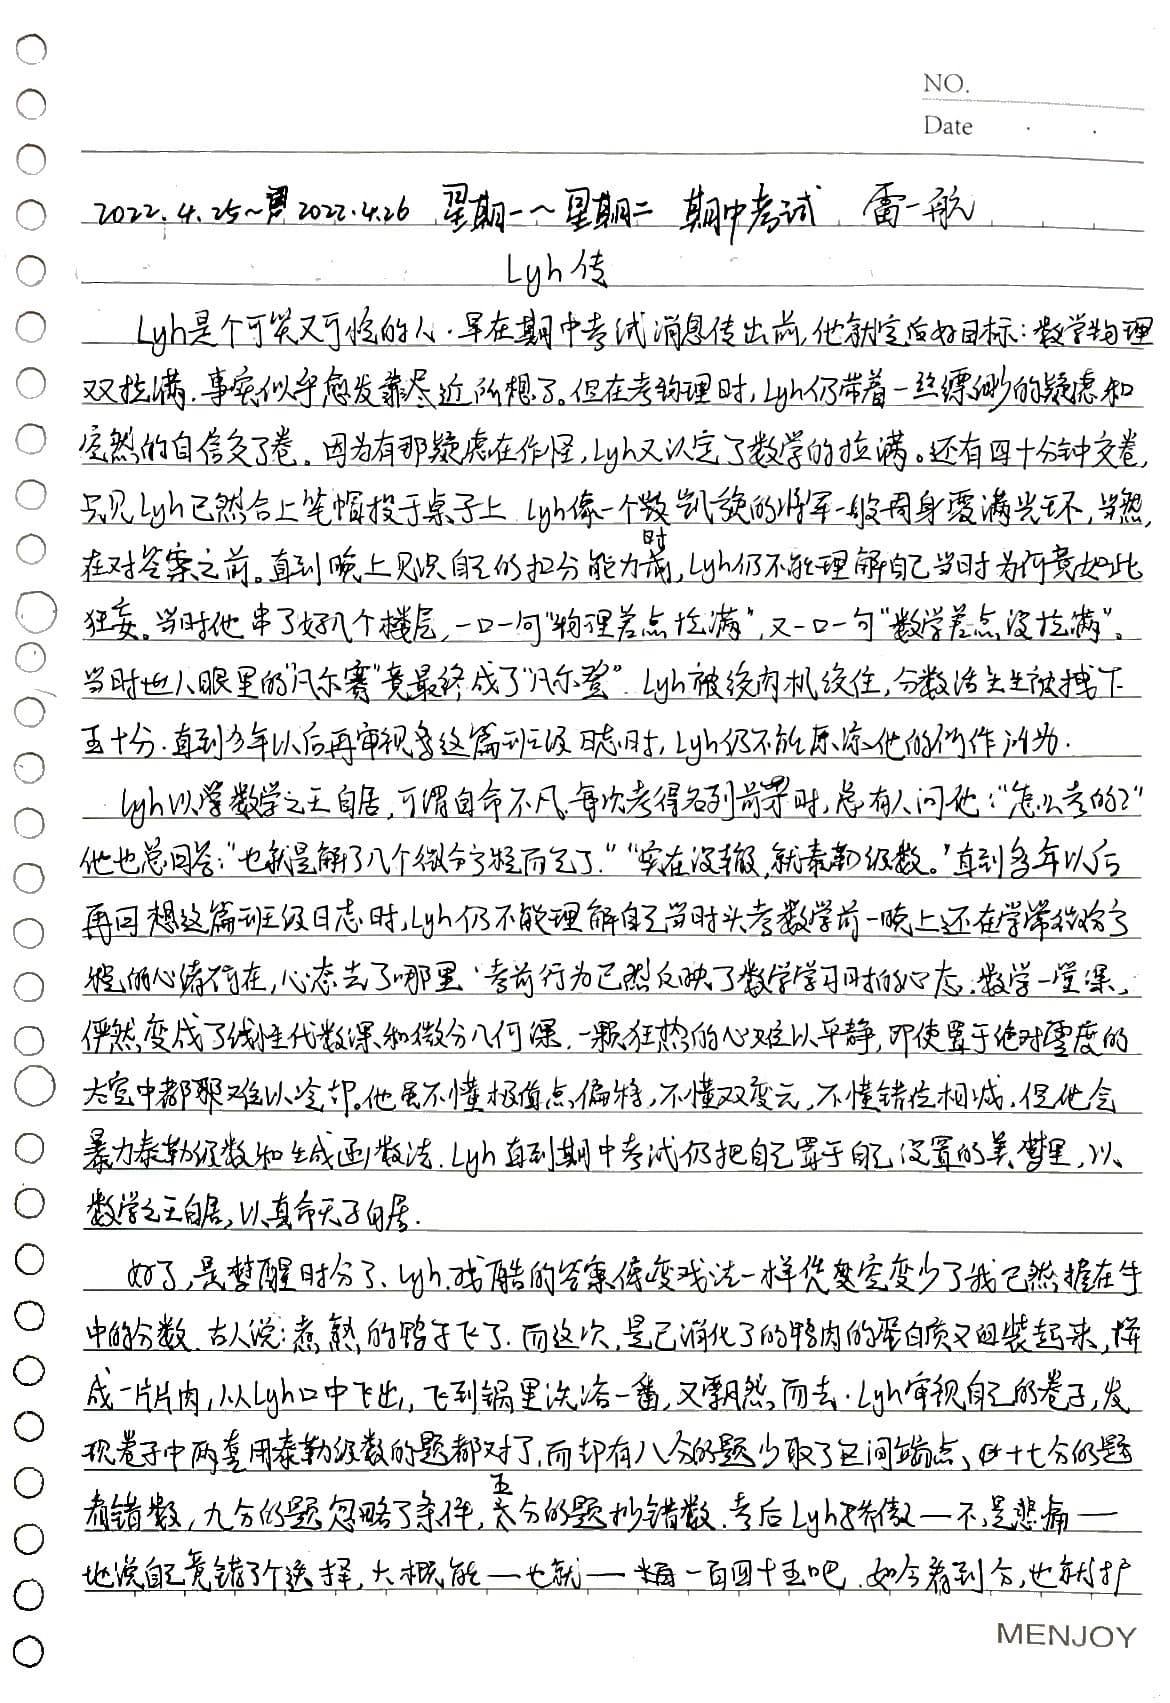 NO.
Date
2022.4.25~2022.4.26 星期一~星期二 期中考试 雷一航
Lyh传
Lyh是个可笑又可怜的人.早在期中考试消息传出前,他就定好目标:数学物理
双拉满.事实似乎愈发靠近所想了。但在考物理时,Lyh仍带着一丝缥缈的疑虑和
突然的自信交了卷。因为有那疑虑在作怪,Lyh又认定了数学的拉满。还有四十分钟交卷,
只见Lyh已然合上笔帽投于桌子上.Lyh像一个凯旋的将军一般周身覆满光环,当然,
在对答案之前。直到晚上见识自己的扣分能力时,Lyh仍不能理解自己当时为何竟如此
狂妄。当时他串了好几个楼层,一口一句“物理差点拉满”,又一口一句“数学差点没拉满”。
当时世人眼里的“凡尔赛”竟最终成了“凡尔登”.Lyh被绞肉机绞住,分数活生生被拽下
五十分.直到多年以后再审视这篇班级日志时,Lyh仍不能原谅他的所作所为.
Lyh以数学之王自居,可谓自命不凡.每次考得名列前茅时,总有人问他:“怎么考的?”
他也总回答:“也就是解了几个微分方程而已了.”“实在没辙,就泰勒级数。”直到多年以后
再回想这篇班级日志时,Lyh仍不能理解自己当时考数学前一晚上还在学常微分方
程的心绪何在,心态去了哪里.考前行为已然反映了数学学习时的心态:数学一堂课,
俨然变成了线性代数课和微分几何课.一颗狂热的心难以平静,即使置于绝对零度的
太空中都难以冷却.他虽不懂极值点偏移,不懂双变元,不懂错位相减,但他会
暴力泰勒级数和生成函数法.Lyh直到期中考试仍把自己置于自己设置的美梦里,以
数学之王自居,以真命天子自居.
好了,是梦醒时分了、Lyh.残酷的答案像变戏法一样凭空变少了我已然握在手
中的分数.古人说:煮熟的鸭子飞了.而这次,是已消化了的鸭肉的蛋白质又组装起来,拼
成一片片肉,从Lyh口中飞出,飞到锅里洗浴一番,又飘然而去.Lyh审视自己的卷子,发
现卷子中两道用泰勒级数的题都对了,而却有八分的题少取了区间端点,十七分的题
看错数,九分的题忽略了条件,五分的题抄错数.考后Lyh骄傲—不,是悲痛—
地说自己竟错了个选择,大概能—也就—一百四十五吧.如今看到分,也就
MENJOY